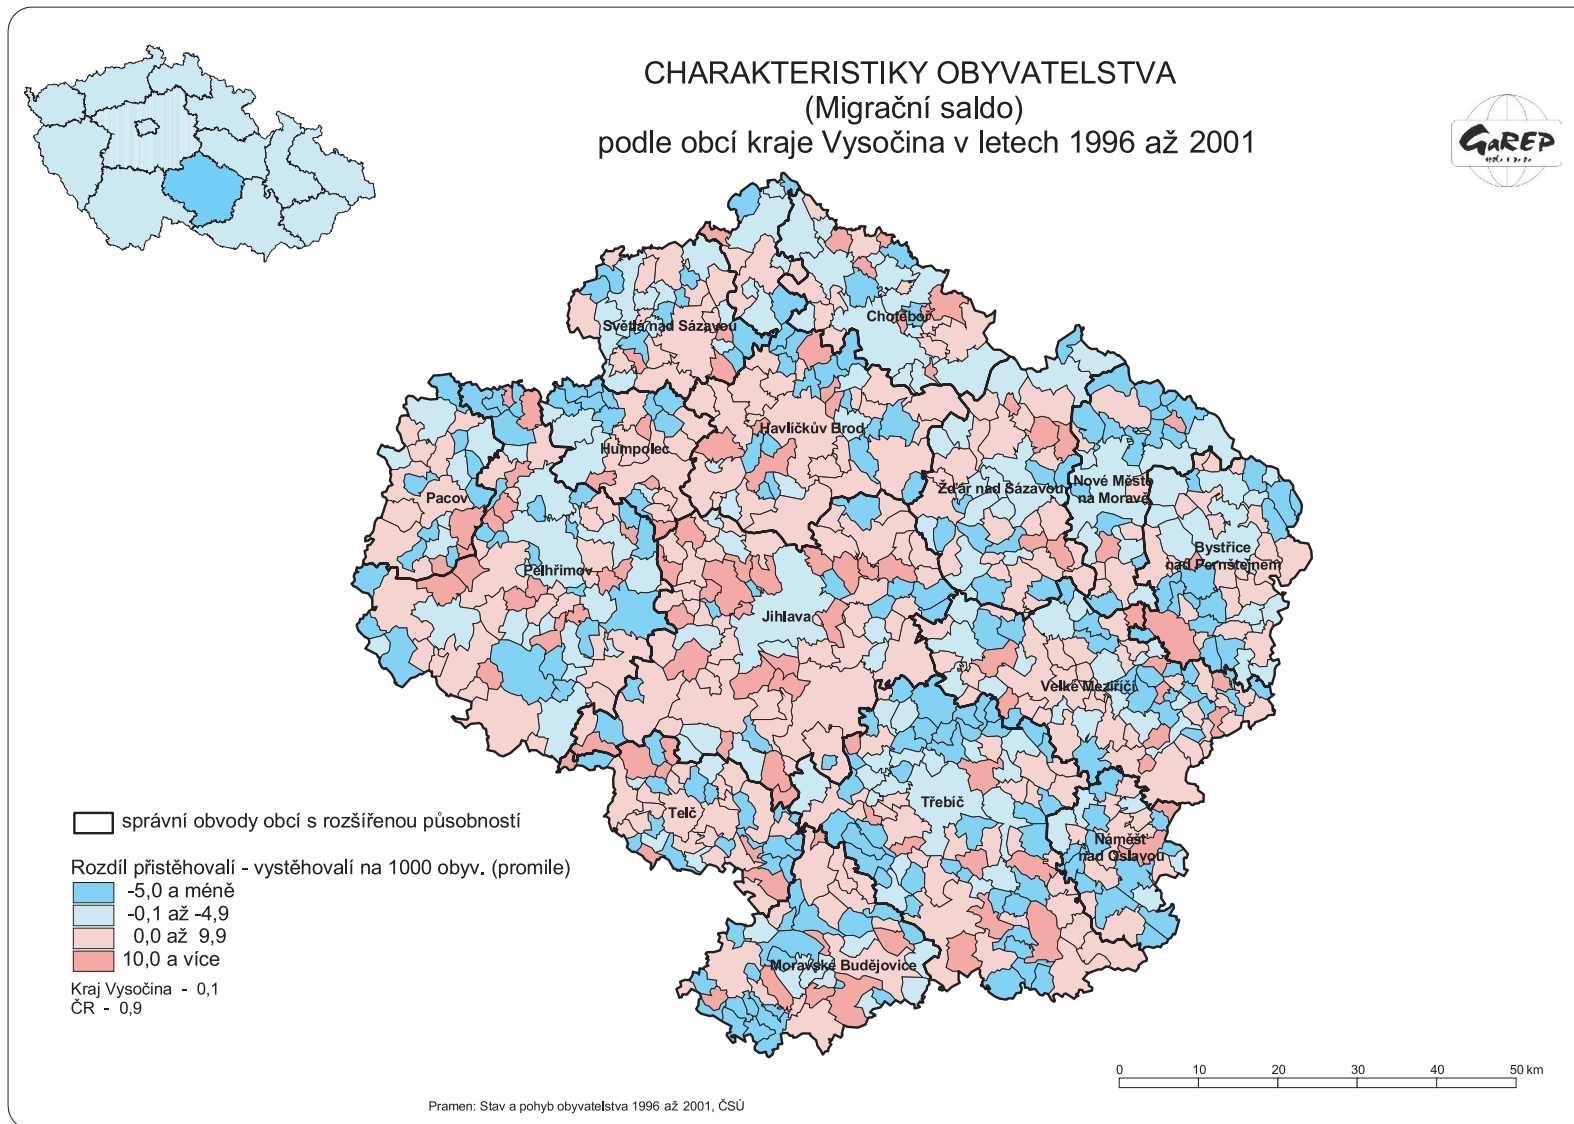 CHARAKTERISTIKY OBYVATELSTVA
(Migrační saldo)
podle obcí kraje Vysočina v letech 1996 až 2001
GaREP
spol. s r.o.
Chotěboř
Světlá nad Sázavou
Havlíčkův Brod
Humpolec
Pacov
Žďár nad Sázavou
Nové Město
na Moravě
Bystřice
nad Pernštejnem
Pelhřimov
Jihlava
Velké Meziříčí
Třebíč
Telč
Náměšť
nad Oslavou
Moravské Budějovice
správní obvody obcí s rozšířenou působností
Rozdíl přistěhovalí - vystěhovalí na 1000 obyv. (promile)
-5,0 a méně
-0,1 až -4,9
0,0 až 9,9
10,0 a více
Kraj Vysočina - 0,1
ČR - 0,9
0 10 20 30 40 50 km
Pramen: Stav a pohyb obyvatelstva 1996 až 2001, ČSÚ